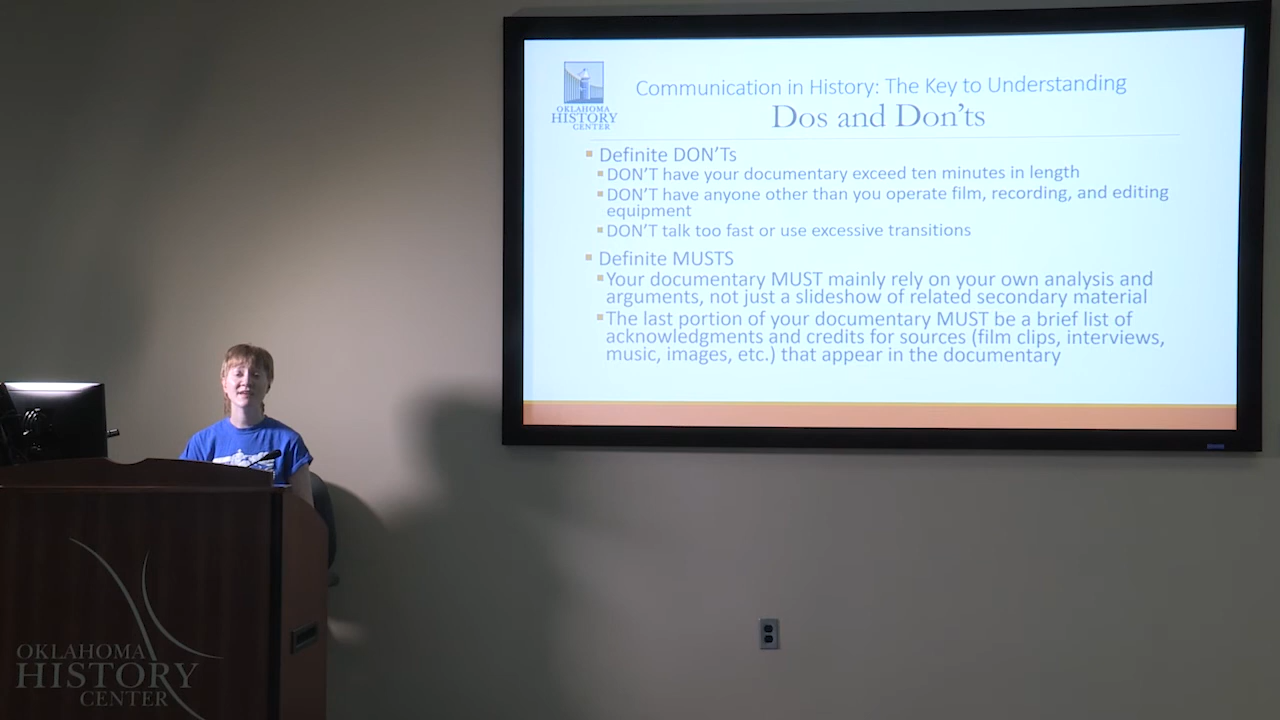 OKLAHOMA
HISTORY
CENTER
Communication in History: The Key to Understanding
Dos and Don'ts
Definite DON'Ts
DON'T have your documentary exceed ten minutes in length
DON'T have anyone other than you operate film, recording, and editing
equipment
DON'T talk too fast or use excessive transitions
Definite MUSTS
Your documentary MUST mainly rely on your own analysis and
arguments, not just a slideshow of related secondary material
The last portion of your documentary MUST be a brief list of
acknowledgments and credits for sources (film clips, interviews,
music, images, etc.) that appear in the documentary
OKLAHOMA
HISTORY
CENTER